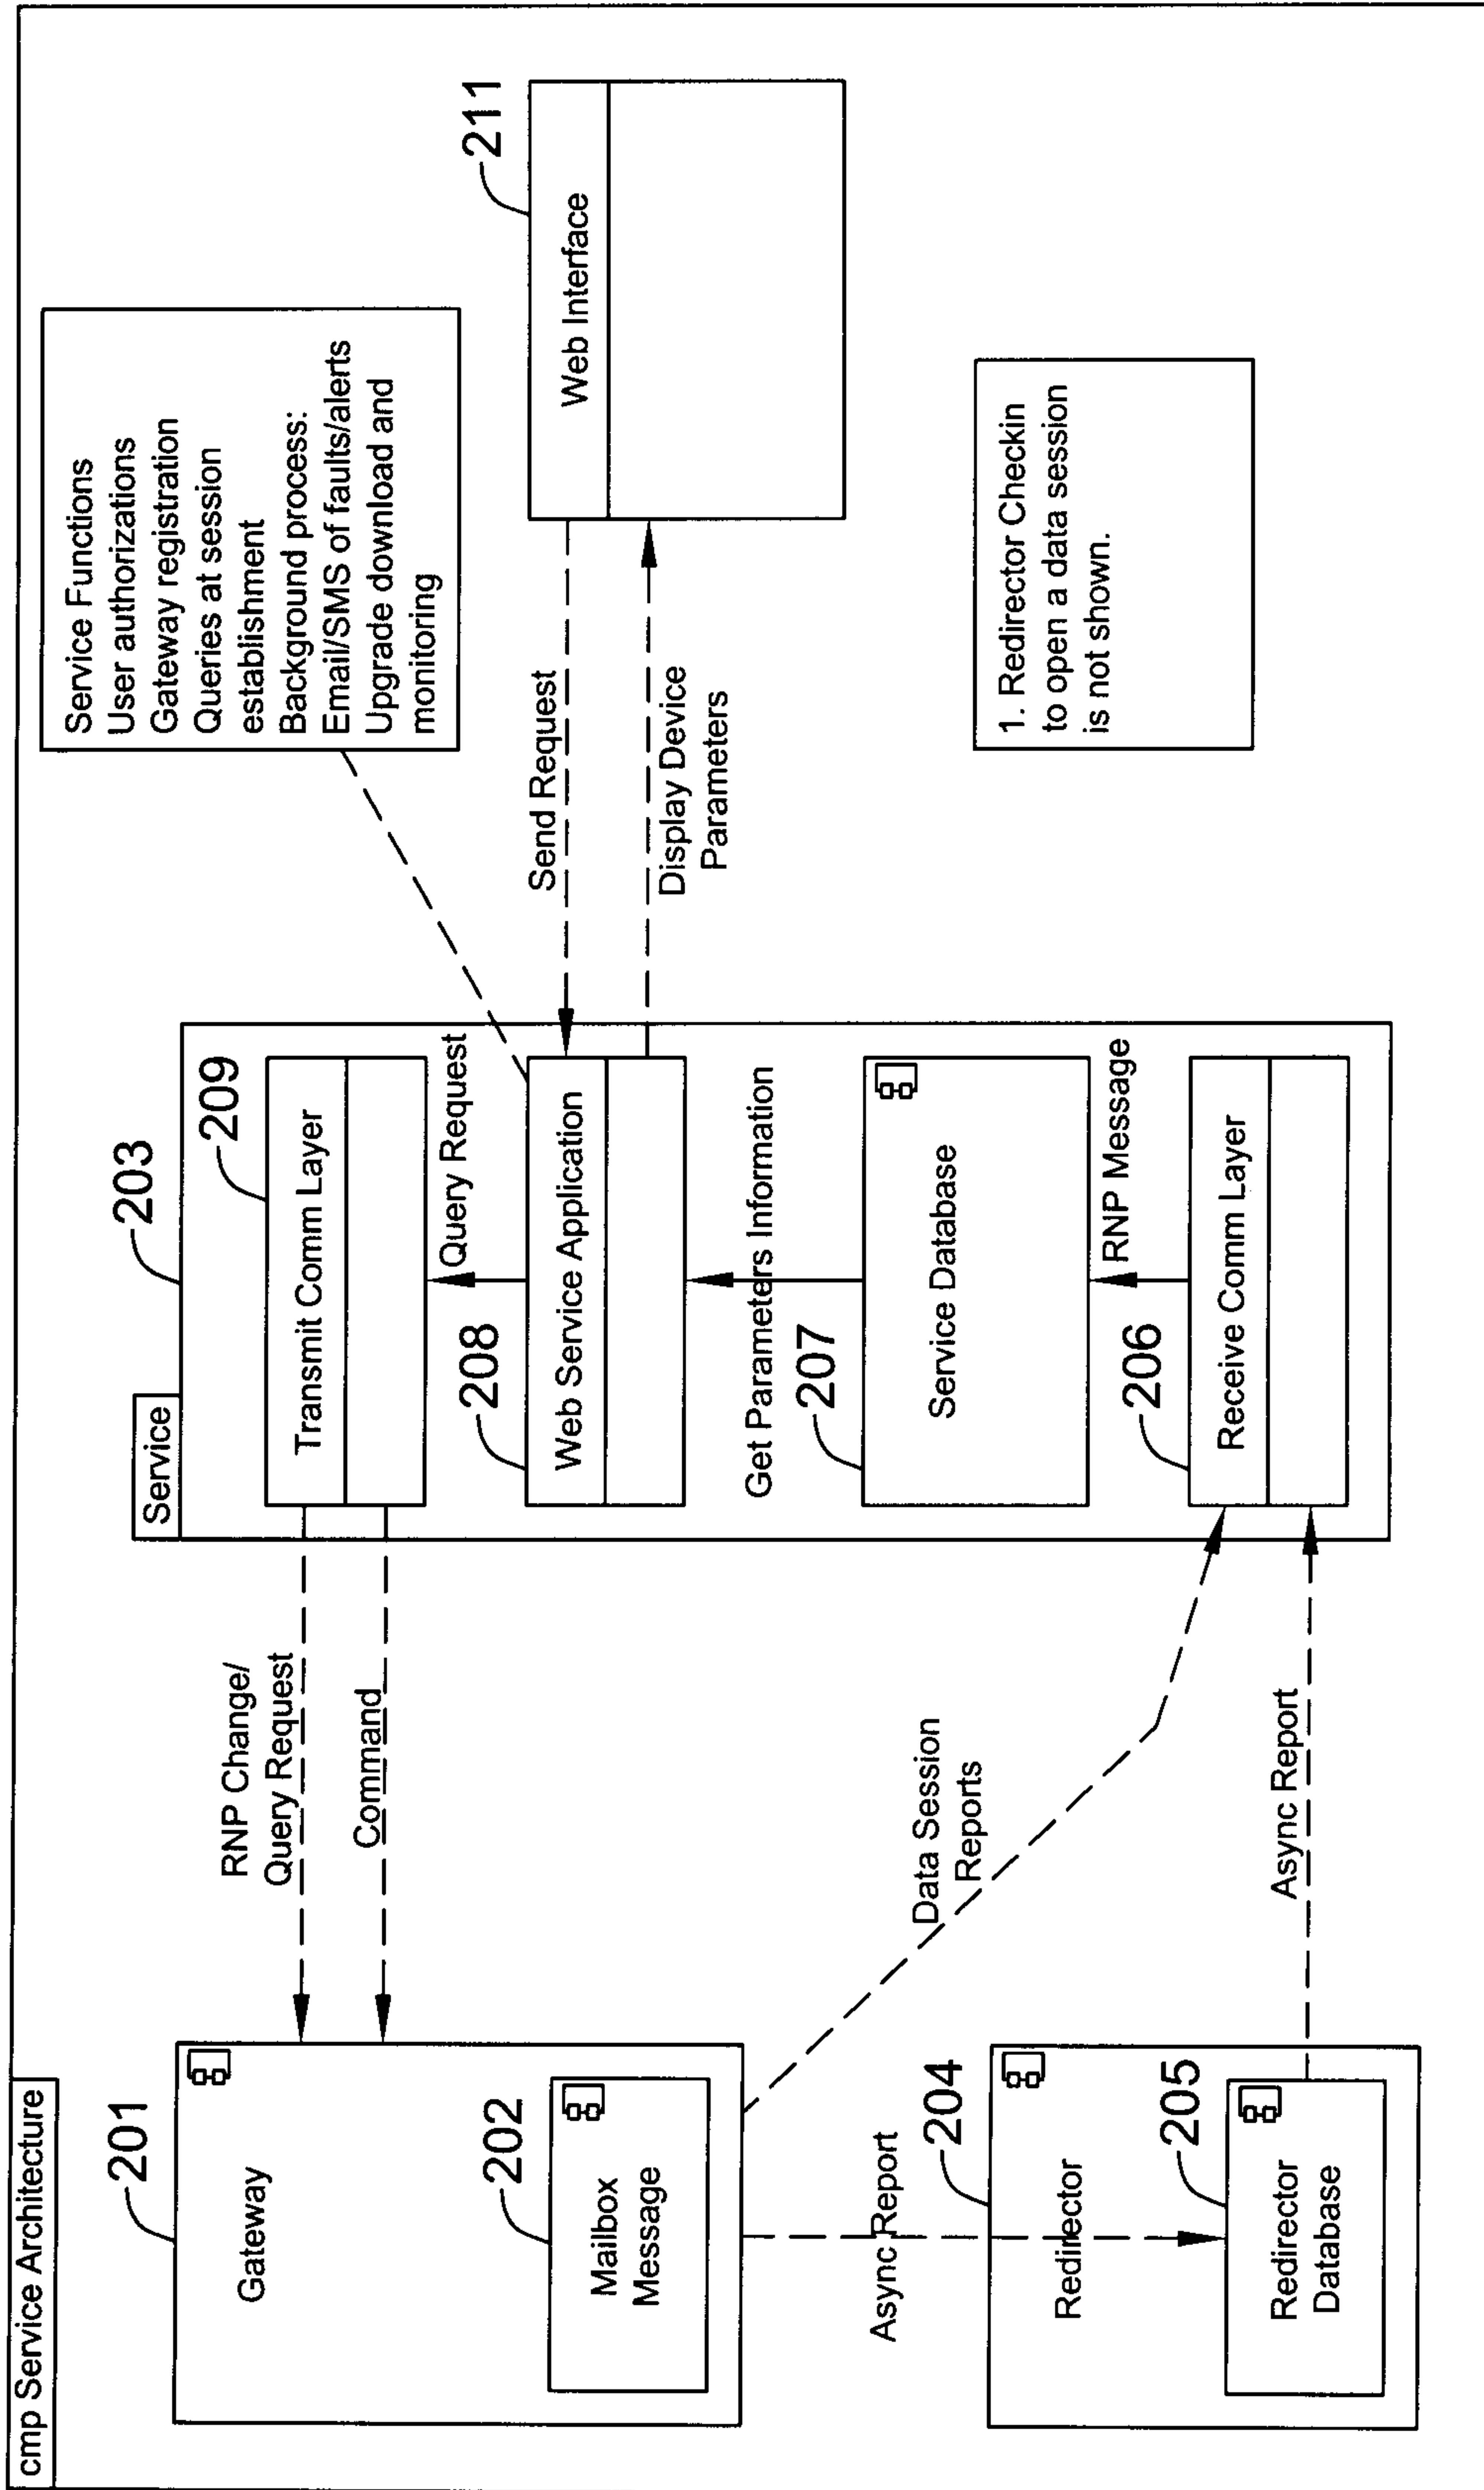 cmp Service Architecture
201
Gateway
202
Mailbox
Message
RNP Change/
Query Request
Command
Service
203
209
Transmit Comm Layer
Query Request
208
Web Service Application
Get Parameters Information
207
Service Database
RNP Message
206
Receive Comm Layer
Data Session
Reports
Async Report
Async Report
204
Redirector
205
Redirector
Database
Service Functions
User authorizations
Gateway registration
Queries at session
establishment
Background process:
Email/SMS of faults/alerts
Upgrade download and
monitoring
Send Request
Display Device
Parameters
211
Web Interface
1. Redirector Checkin
to open a data session
is not shown.